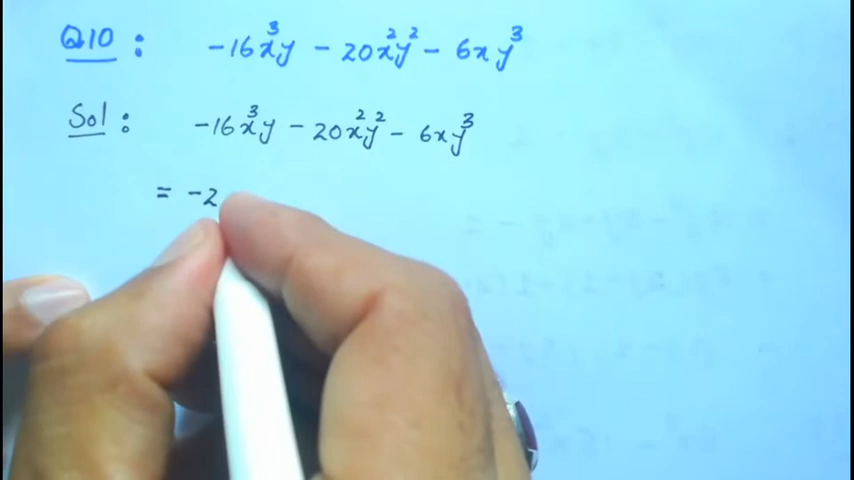 Q10 : -16x³y - 20x²y² - 6xy³
Sol : -16x³y - 20x²y² - 6xy³
= -2